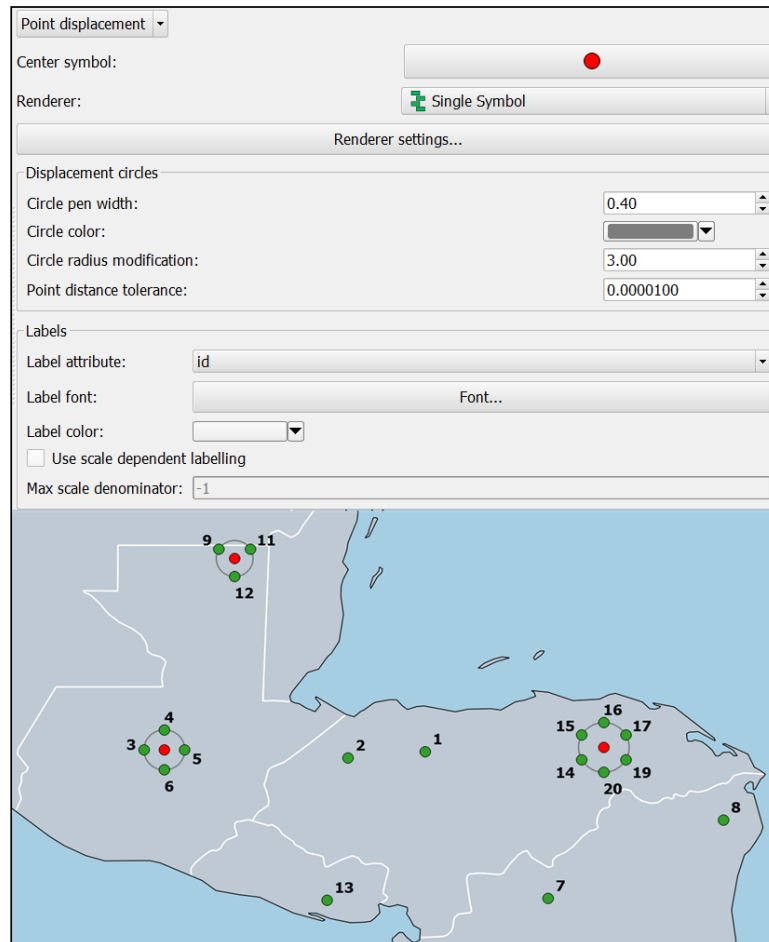 Point displacement
Center symbol:
Renderer:
Single Symbol
Renderer settings...
Displacement circles
Circle pen width:
0.40
Circle color:
Circle radius modification:
3.00
Point distance tolerance:
0.0000100
Labels
Label attribute:
id
Label font:
Font...
Label color:
Use scale dependent labelling
Max scale denominator:
-1
9
11
12
4
3
5
6
2
1
16
15
17
14
19
20
8
13
7